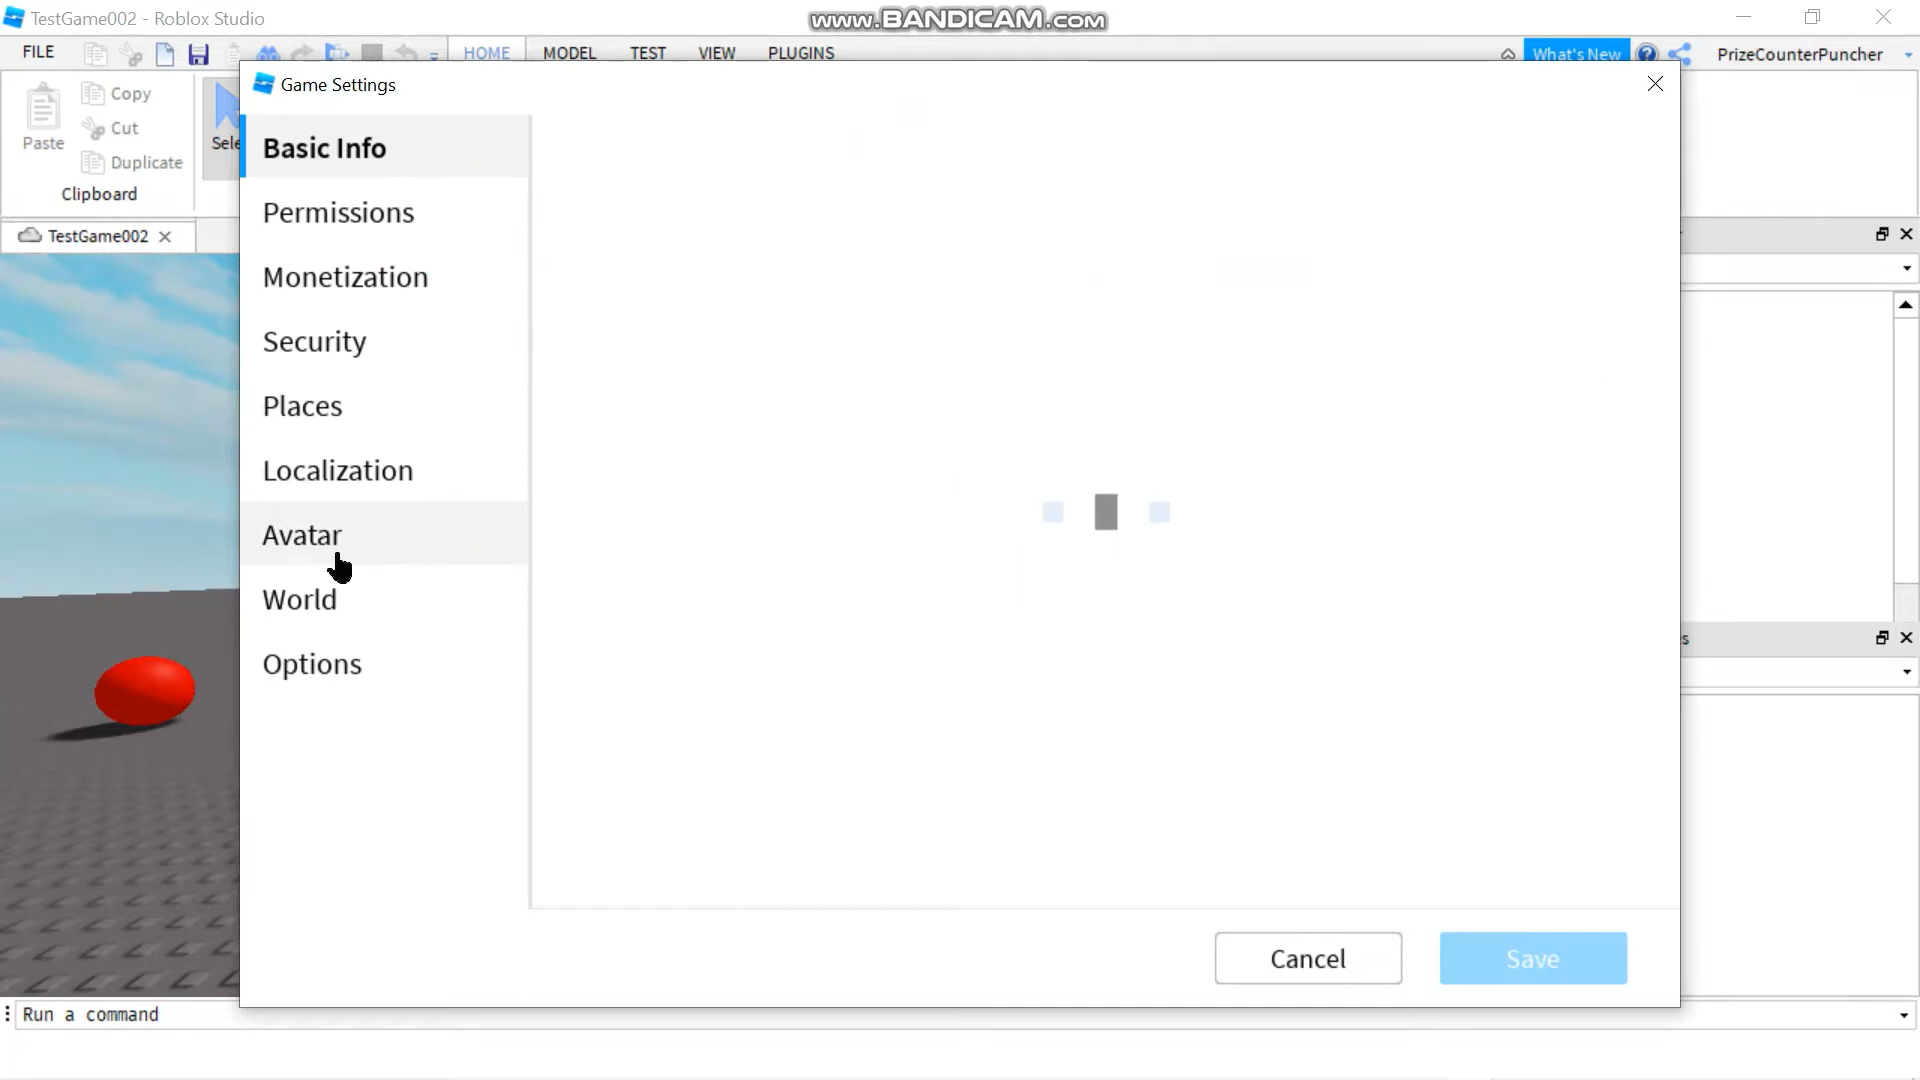 TestGame002 - Roblox Studio
www.BANDICAM.com
FILE
HOME
MODEL
TEST
VIEW
PLUGINS
What's New
PrizeCounterPuncher
Paste
Copy
Cut
Duplicate
Clipboard
Sele
TestGame002
Game Settings
Basic Info
Permissions
Monetization
Security
Places
Localization
Avatar
World
Options
Cancel
Save
s
Run a command